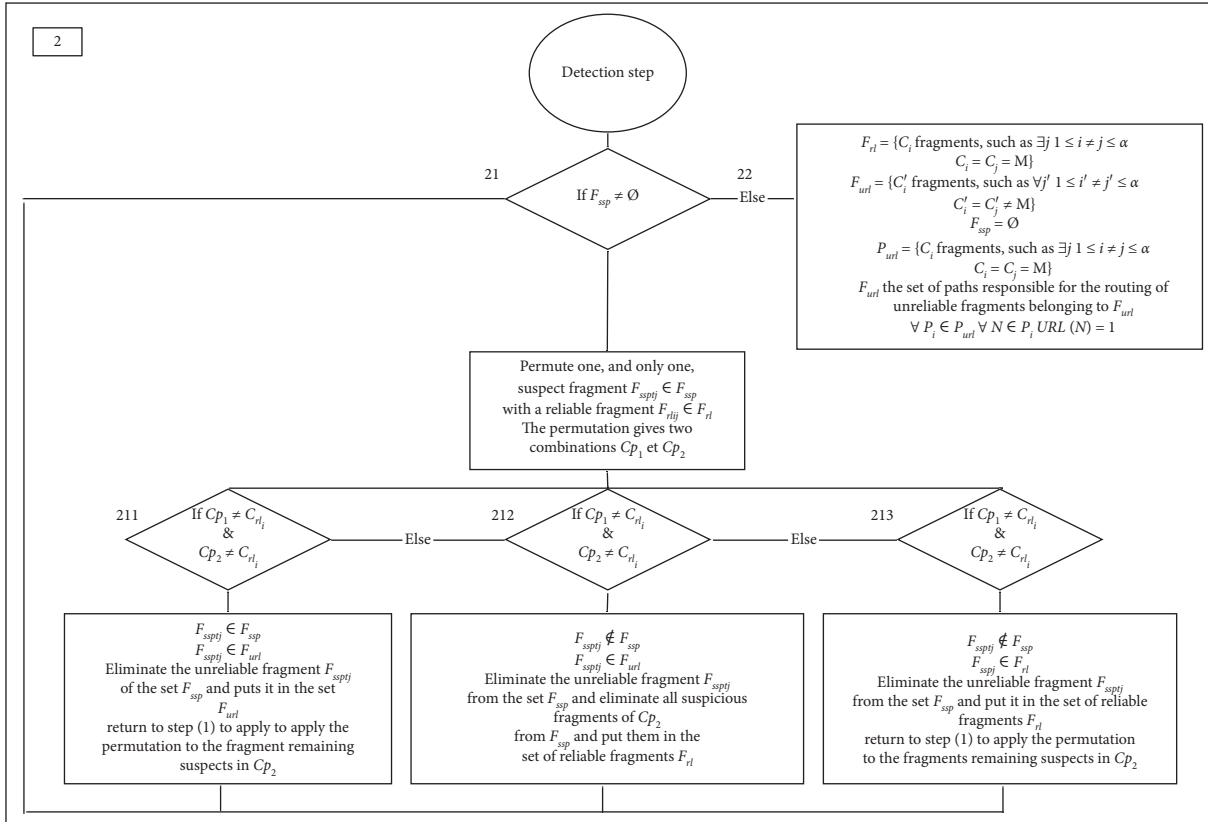 2
Detection step
21
If F_ssp ≠ Ø
22
Else
F_rl = {C_i fragments, such as ∃j 1 ≤ i ≠ j ≤ α
C_i = C_j = M}
F_url = {C′_i fragments, such as ∀j′ 1 ≤ i′ ≠ j′ ≤ α
C′_i = C′_j ≠ M}
F_ssp = Ø
P_url = {C_i fragments, such as ∃j 1 ≤ i ≠ j ≤ α
C_i = C_j = M}
F_url the set of paths responsible for the routing of
unreliable fragments belonging to F_url
∀ P_i ∈ P_url ∀ N ∈ P_i URL (N) = 1
Permute one, and only one,
suspect fragment F_ssptj ∈ F_ssp
with a reliable fragment F_rlij ∈ F_rl
The permutation gives two
combinations Cp_1 et Cp_2
211
If Cp_1 ≠ C_rl_i
&
Cp_2 ≠ C_rl_i
Else
212
If Cp_1 ≠ C_rl_i
&
Cp_2 ≠ C_rl_i
Else
213
If Cp_1 ≠ C_rl_i
&
Cp_2 ≠ C_rl_i
F_ssptj ∈ F_ssp
F_ssptj ∈ F_url
Eliminate the unreliable fragment F_ssptj
of the set F_ssp and puts it in the set
F_url
return to step (1) to apply to apply the
permutation to the fragment remaining
suspects in Cp_2
F_ssptj ∉ F_ssp
F_ssptj ∈ F_url
Eliminate the unreliable fragment F_ssptj
from the set F_ssp and eliminate all suspicious
fragments of Cp_2
from F_ssp and put them in the
set of reliable fragments F_rl
F_ssptj ∉ F_ssp
F_sspj ∈ F_rl
Eliminate the unreliable fragment F_ssptj
from the set F_ssp and put it in the set of reliable
fragments F_rl
return to step (1) to apply the permutation
to the fragments remaining suspects in Cp_2